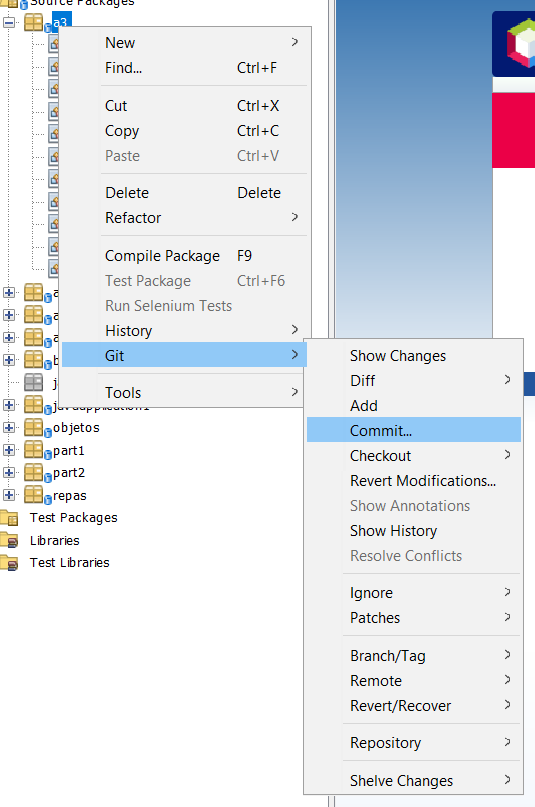 Source Packages
a3
New
Find... Ctrl+F
Cut Ctrl+X
Copy Ctrl+C
Paste Ctrl+V
Delete Delete
Refactor
Compile Package F9
Test Package Ctrl+F6
Run Selenium Tests
History
Git
Tools
javaapplication1
objetos
part1
part2
repas
Test Packages
Libraries
Test Libraries
Show Changes
Diff
Add
Commit...
Checkout
Revert Modifications...
Show Annotations
Show History
Resolve Conflicts
Ignore
Patches
Branch/Tag
Remote
Revert/Recover
Repository
Shelve Changes